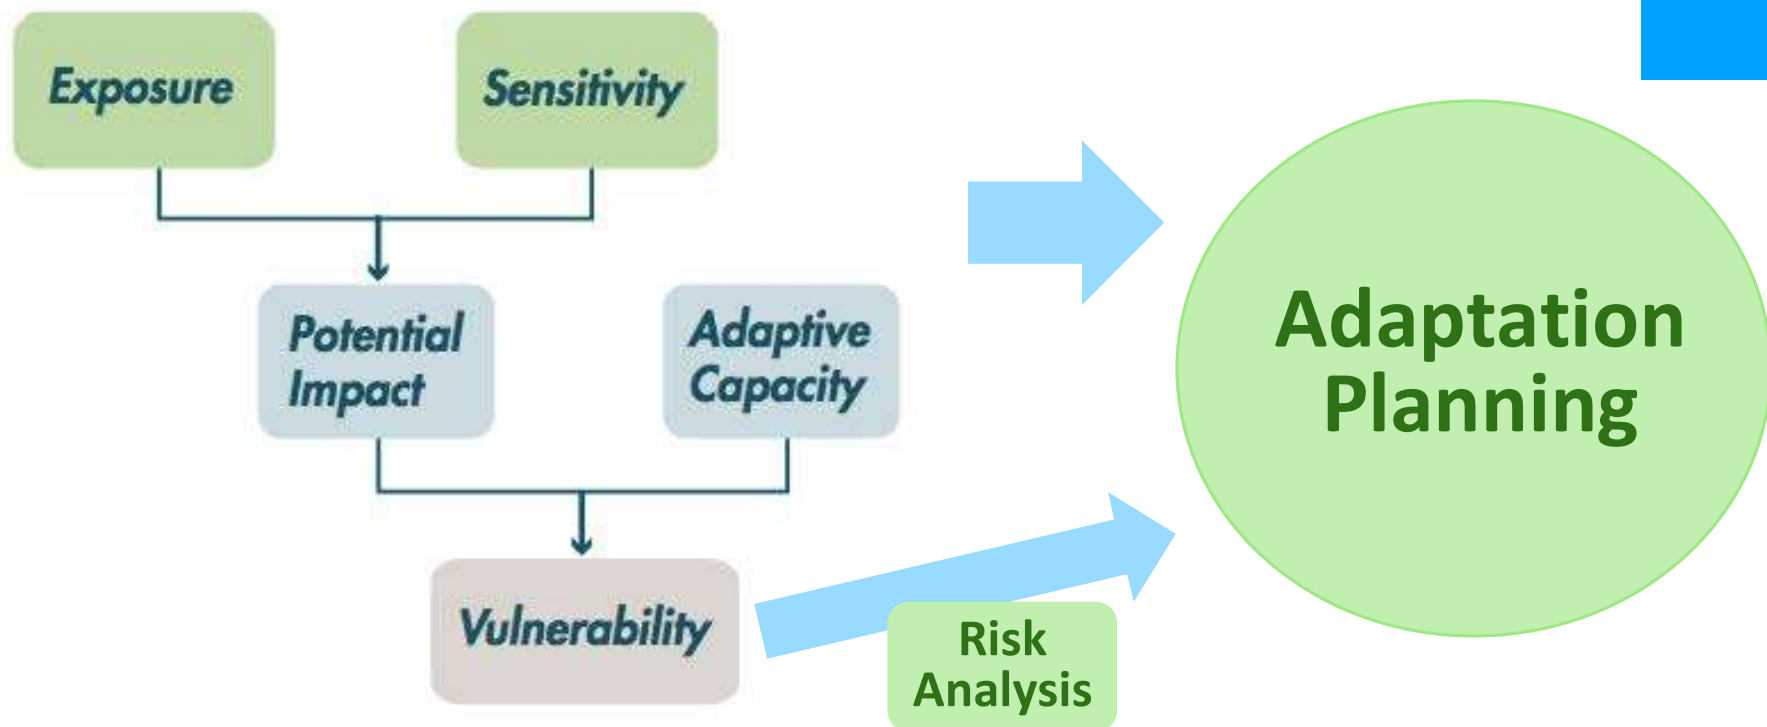 Exposure
Sensitivity
Potential
Impact
Adaptive
Capacity
Adaptation
Planning
Vulnerability
Risk
Analysis